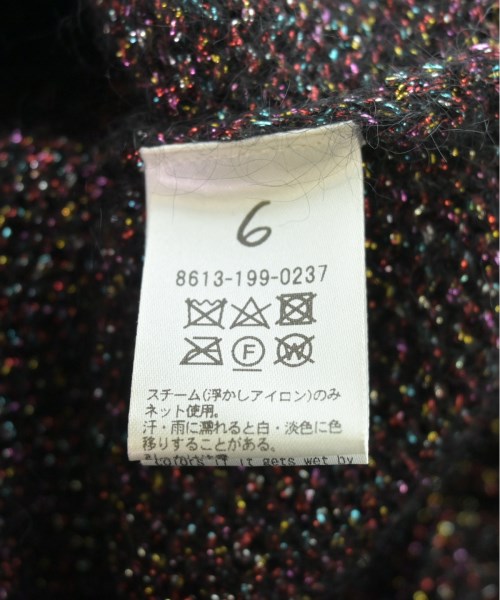 6
8613-199-0237
F
W
スチーム(浮かしアイロン)のみ
ネット使用。
汗・雨に濡れると白・淡色に色
移りすることがある。
it gets wet by